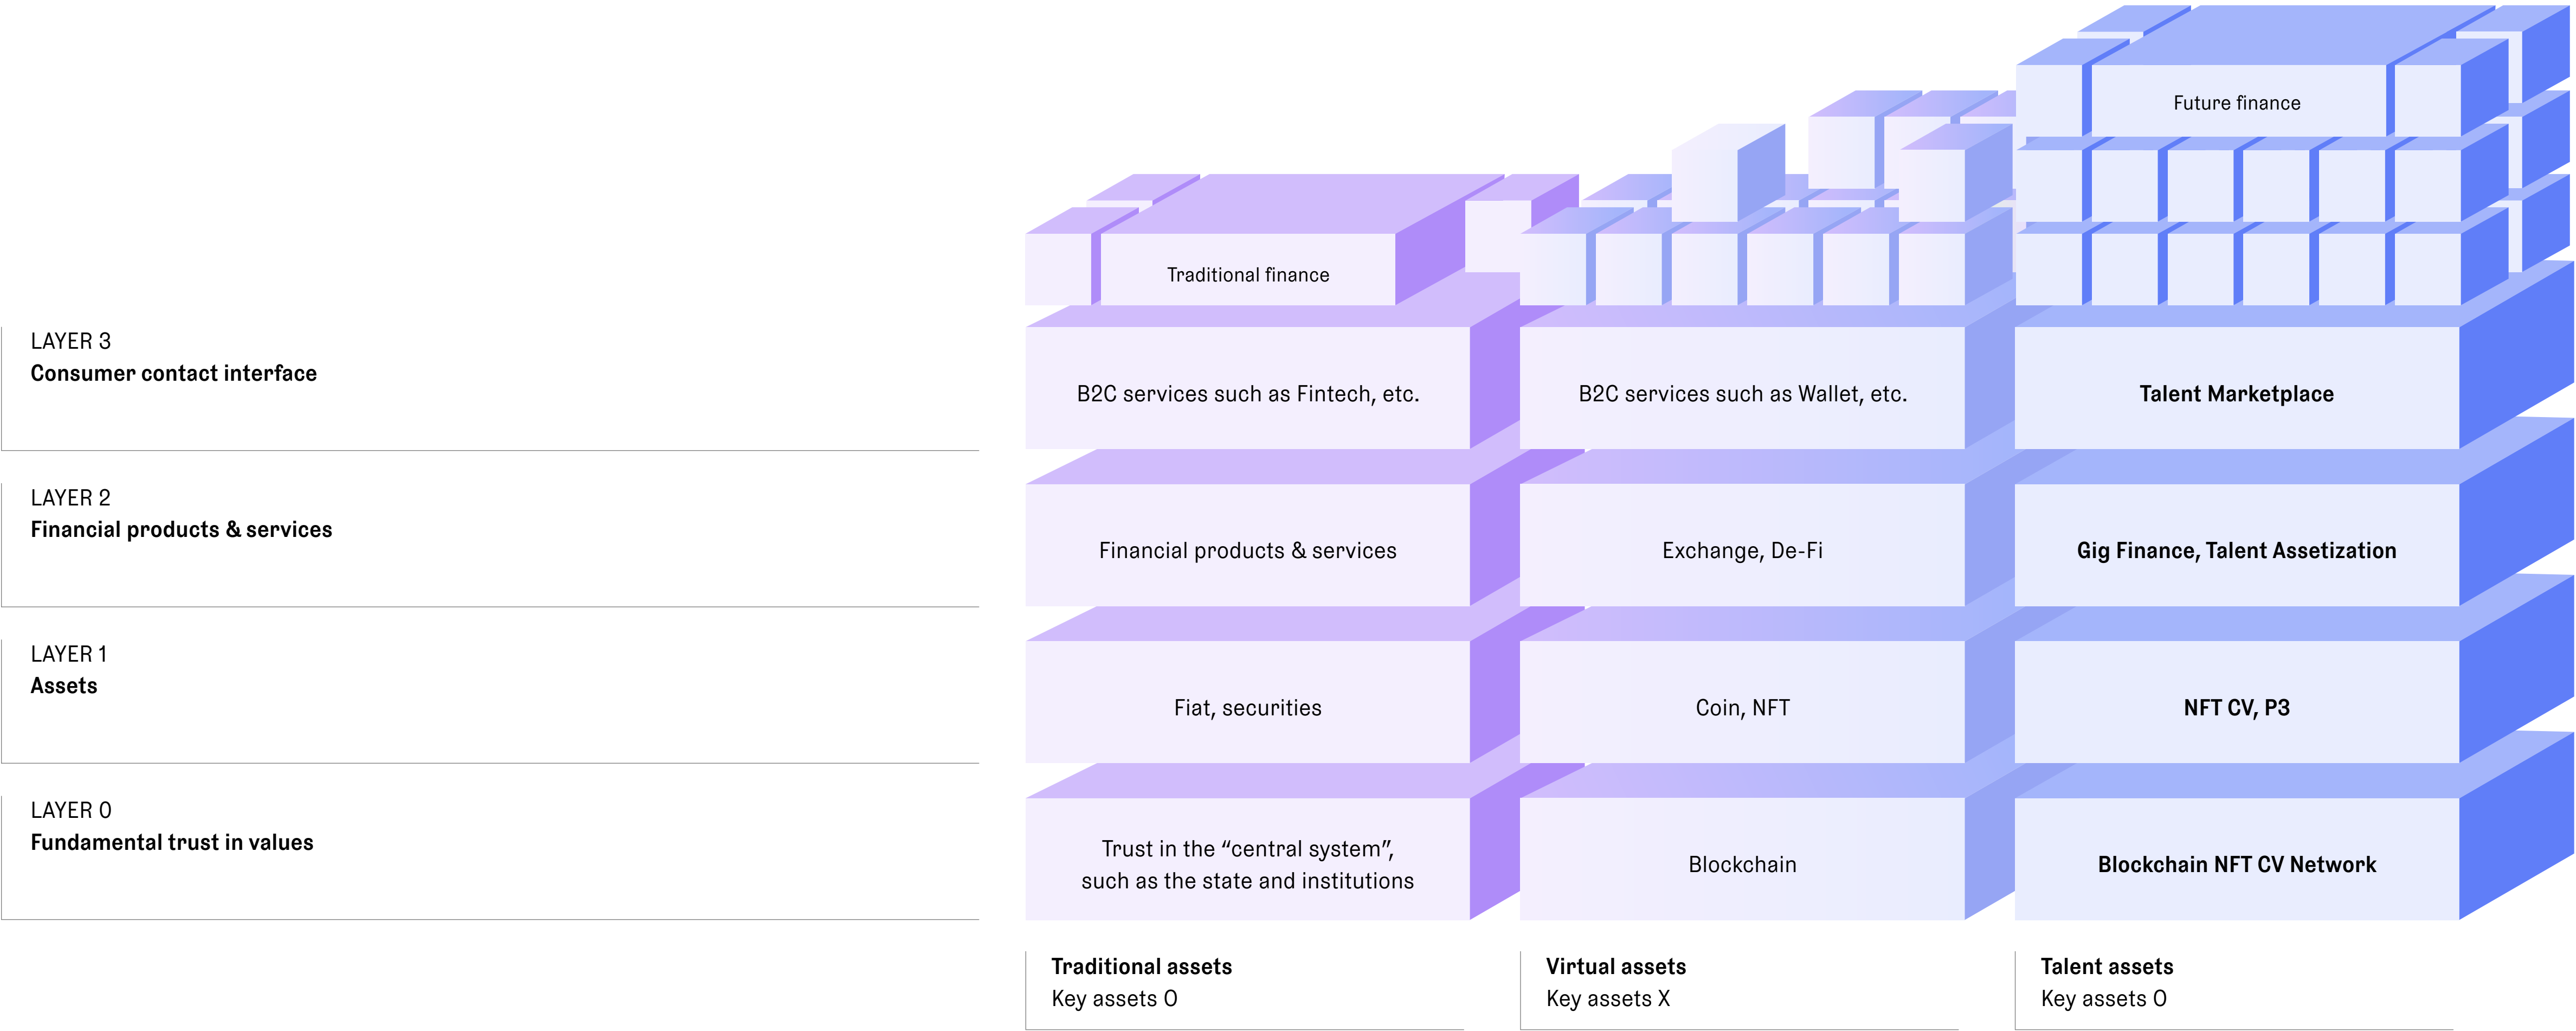 Future finance
Traditional finance
LAYER 3
Consumer contact interface
B2C services such as Fintech, etc.
B2C services such as Wallet, etc.
Talent Marketplace
LAYER 2
Financial products & services
Financial products & services
Exchange, De-Fi
Gig Finance, Talent Assetization
LAYER 1
Assets
Fiat, securities
Coin, NFT
NFT CV, P3
LAYER 0
Fundamental trust in values
Trust in the “central system”,
such as the state and institutions
Blockchain
Blockchain NFT CV Network
Traditional assets
Key assets O
Virtual assets
Key assets X
Talent assets
Key assets O